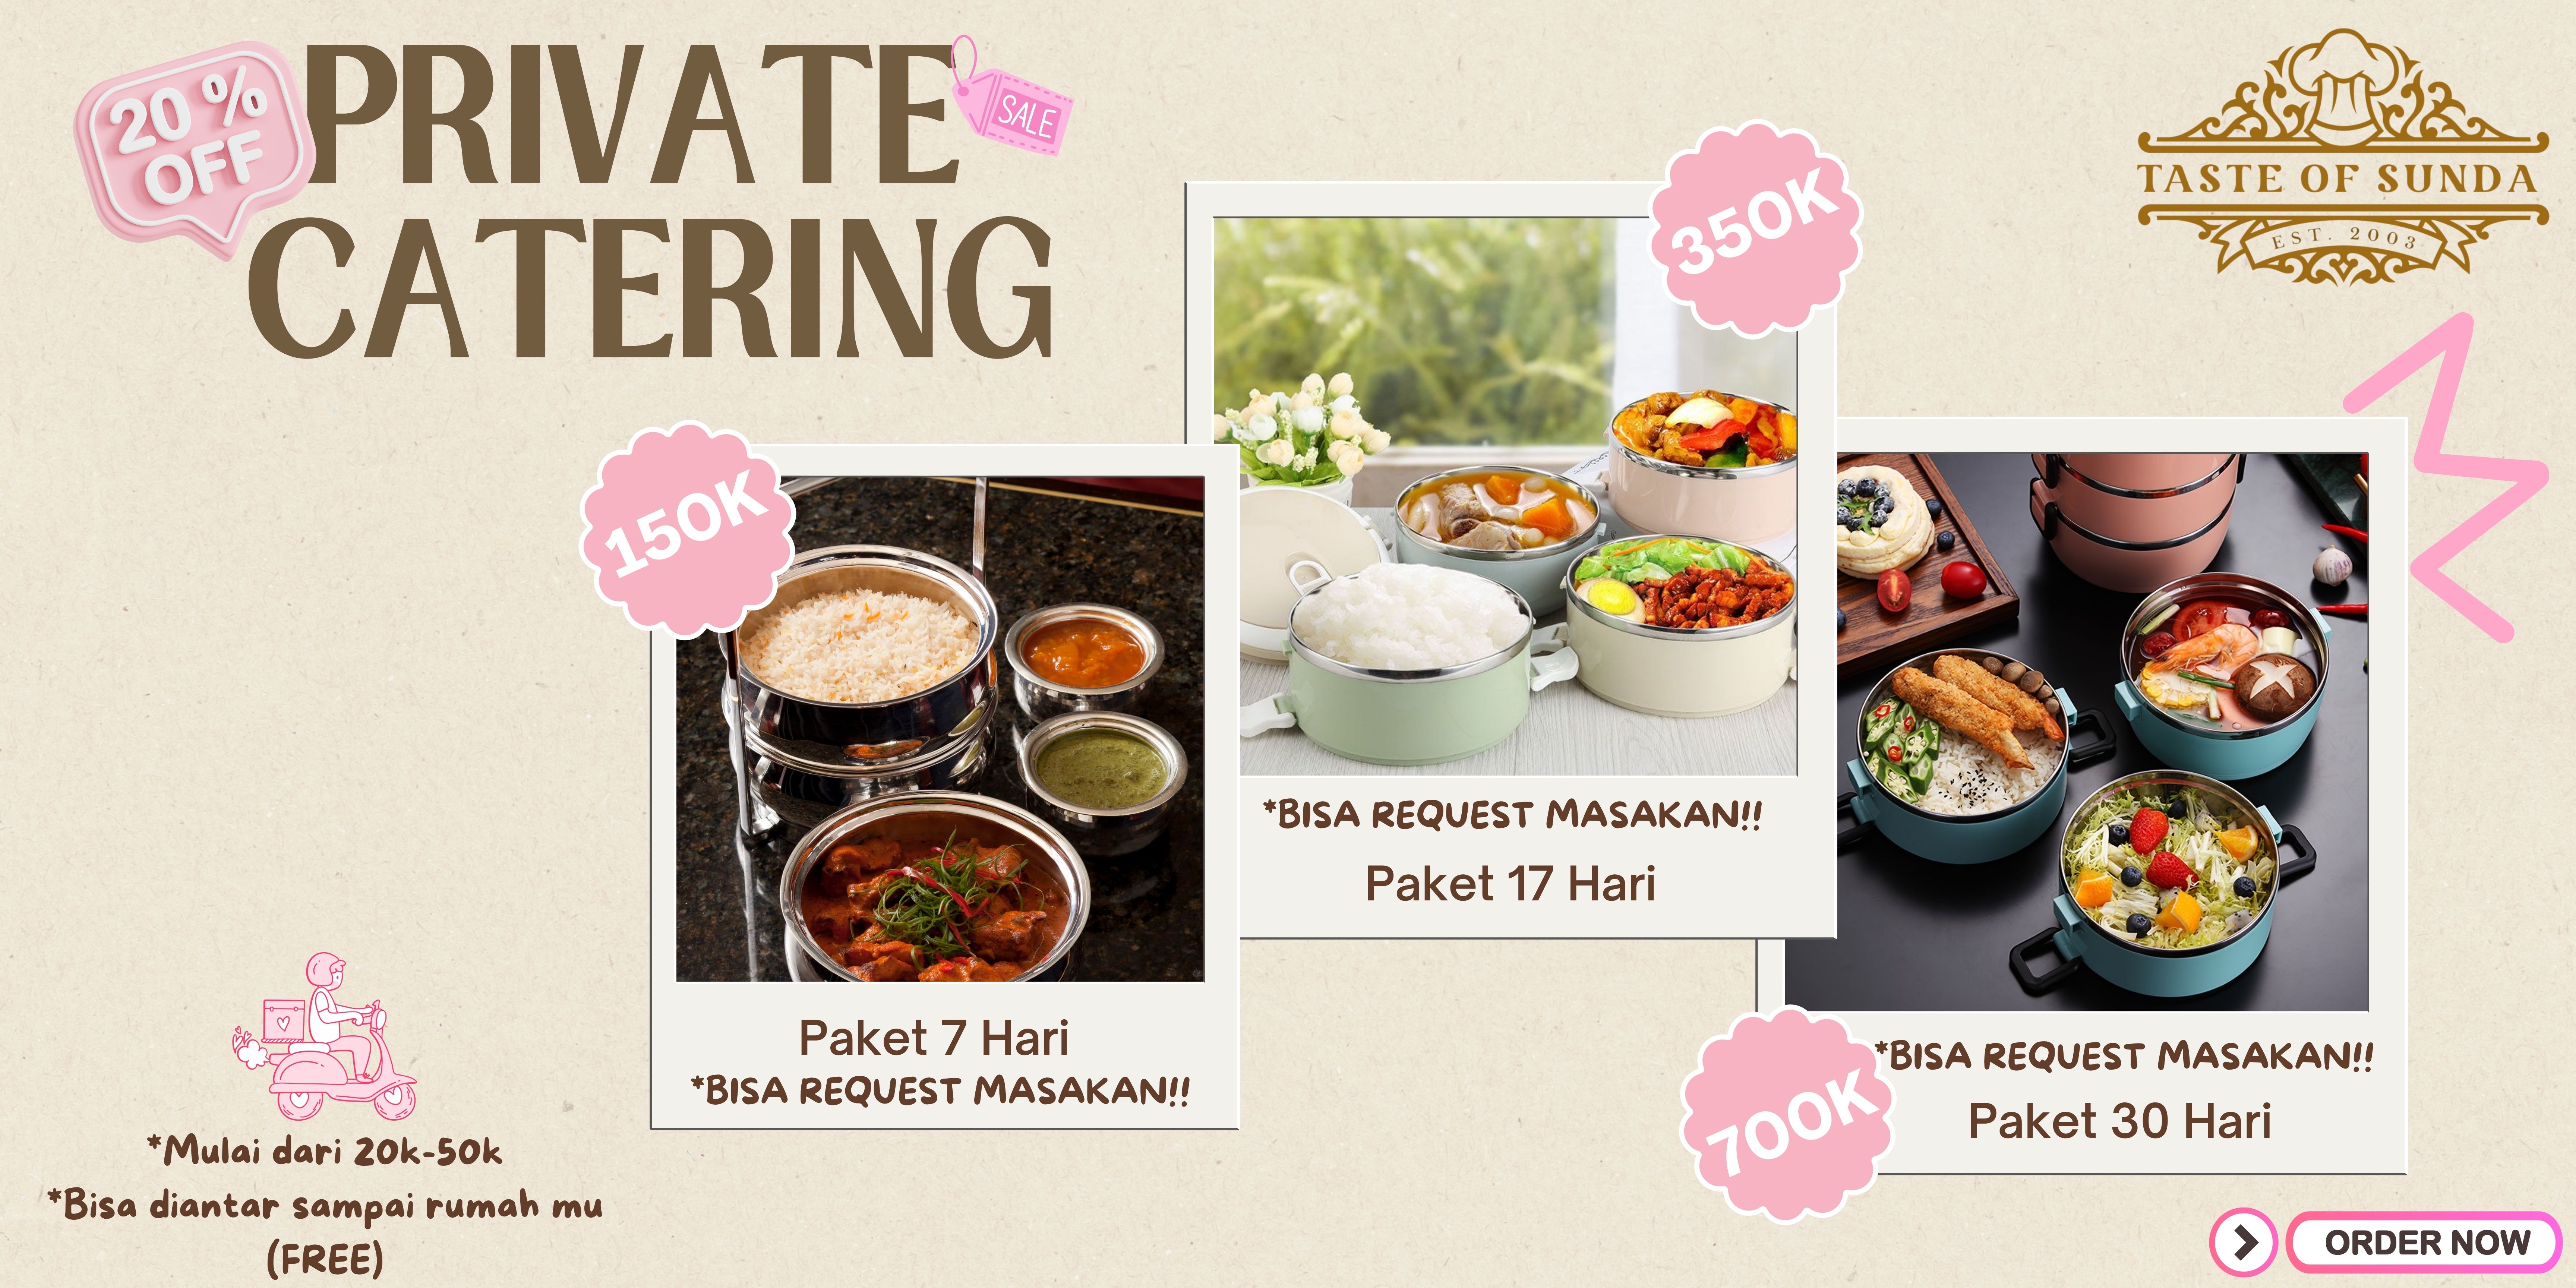 20 %
OFF
PRIVATE
CATERING
SALE
TASTE OF SUNDA
EST. 2003
350K
*BISA REQUEST MASAKAN!!
Paket 17 Hari
150K
Paket 7 Hari
*BISA REQUEST MASAKAN!!
700K
*BISA REQUEST MASAKAN!!
Paket 30 Hari
*Mulai dari 20k-50k
*Bisa diantar sampai rumah mu
(FREE)
ORDER NOW